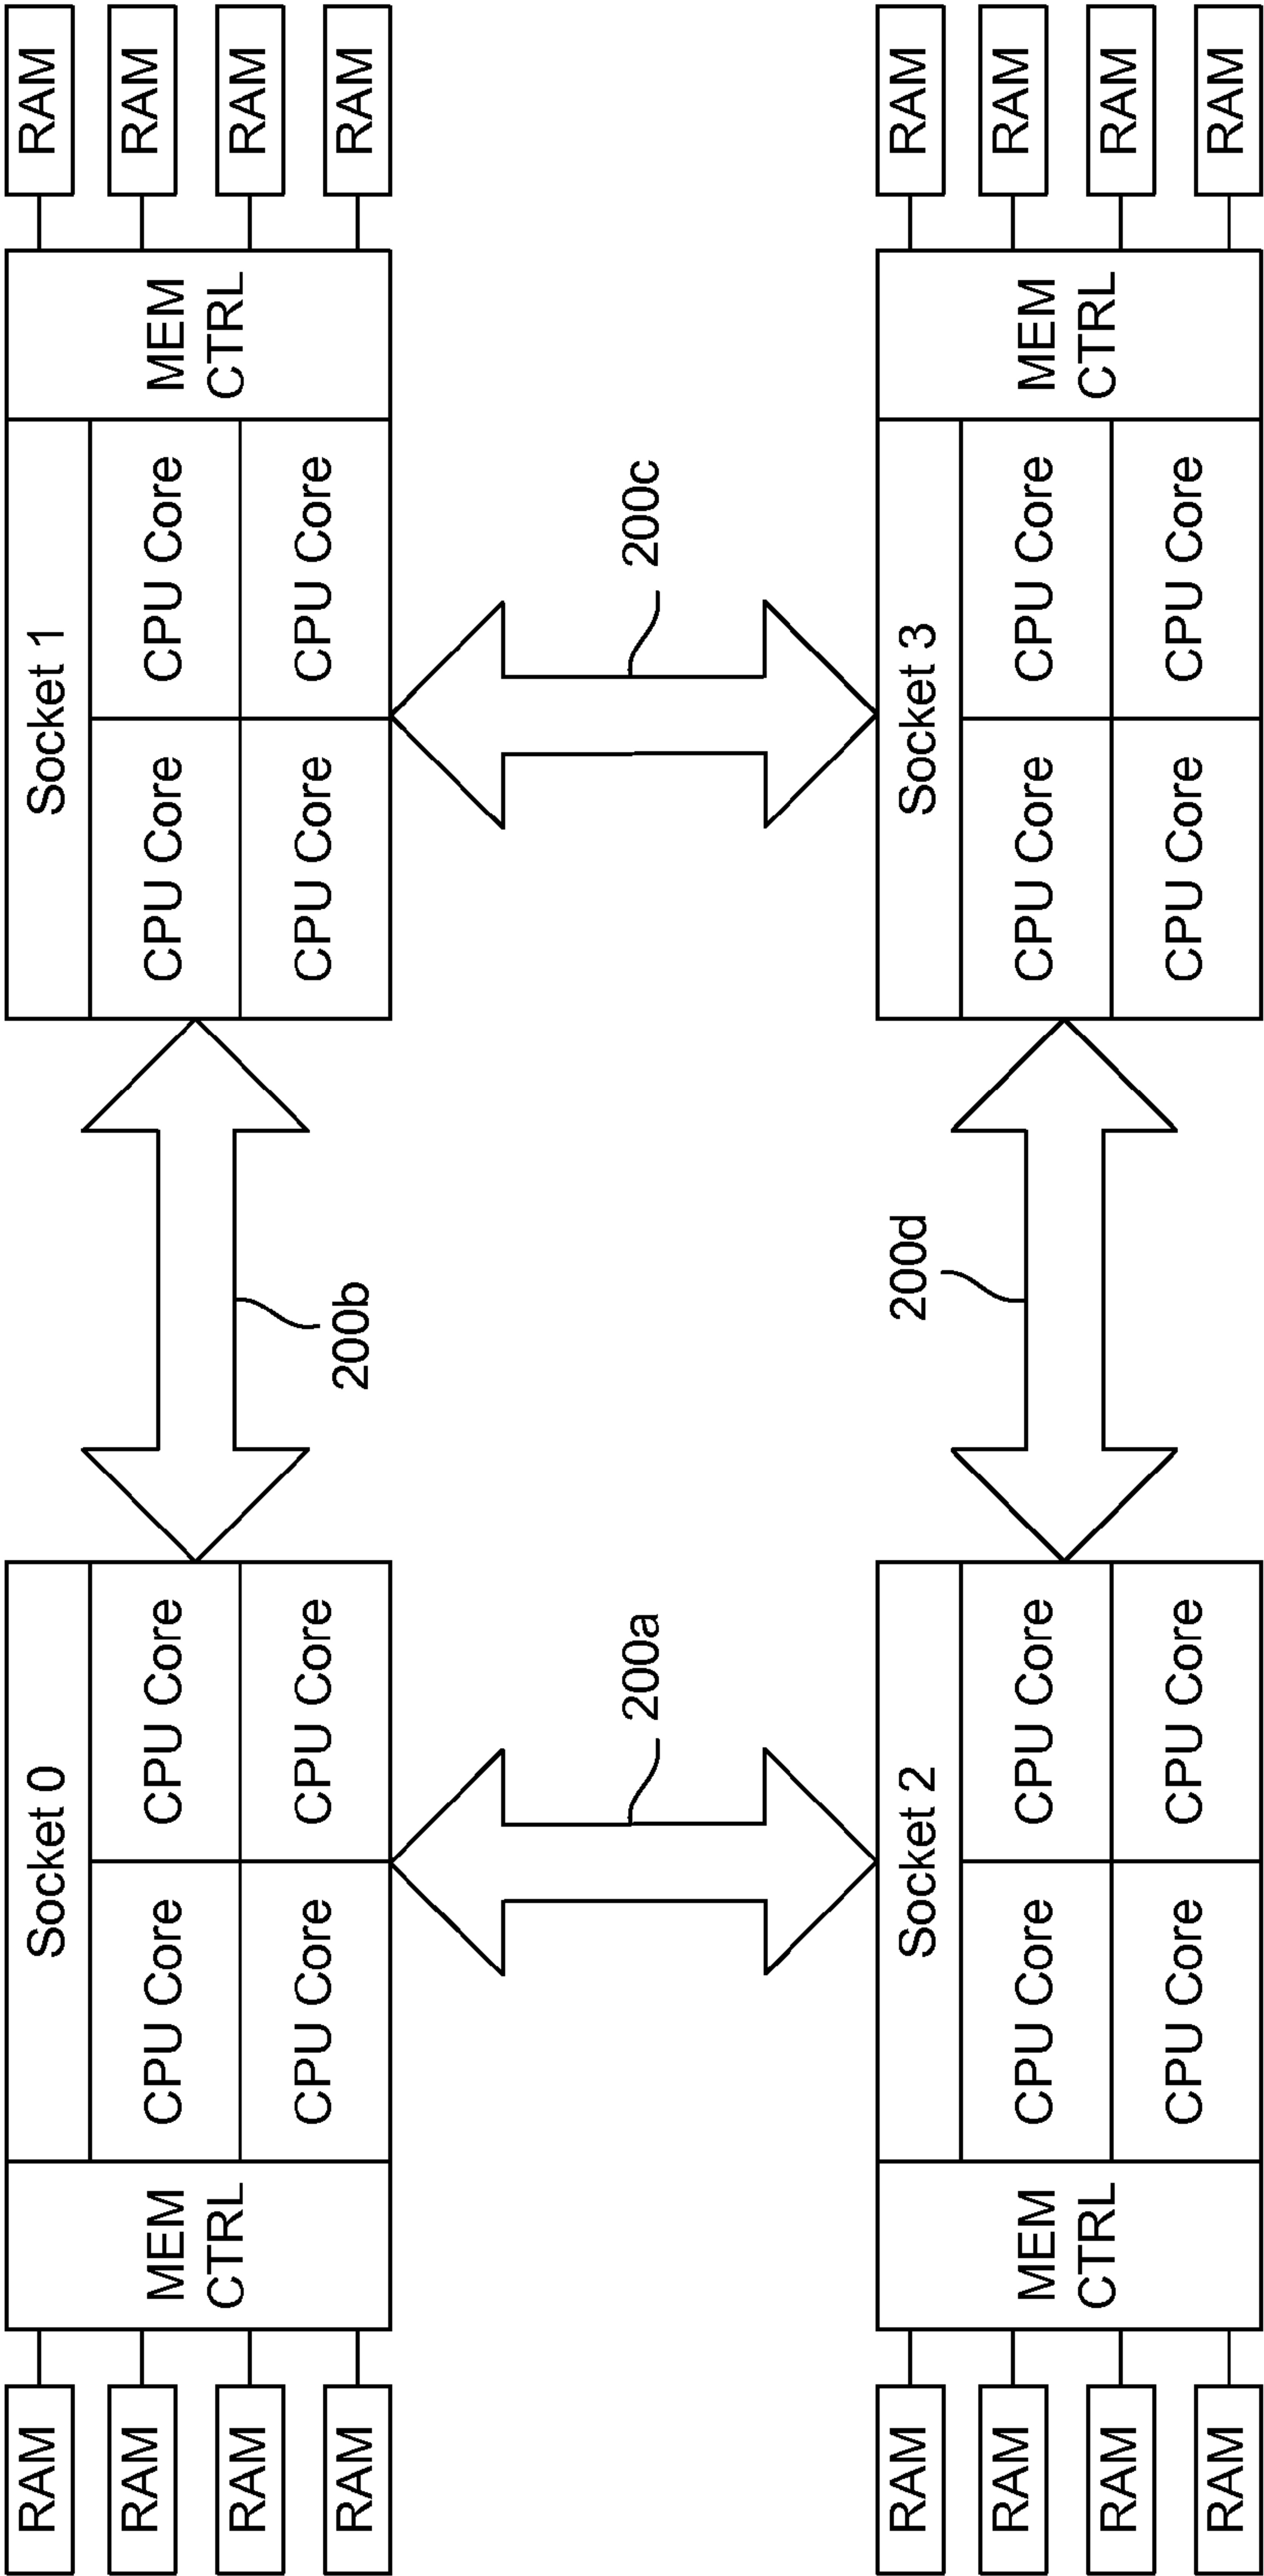 RAM
RAM
RAM
RAM
MEM
CTRL
Socket 0
CPU Core
CPU Core
CPU Core
CPU Core
200b
Socket 1
CPU Core
CPU Core
CPU Core
CPU Core
MEM
CTRL
RAM
RAM
RAM
RAM
200a
200c
RAM
RAM
RAM
RAM
MEM
CTRL
Socket 2
CPU Core
CPU Core
CPU Core
CPU Core
200d
Socket 3
CPU Core
CPU Core
CPU Core
CPU Core
MEM
CTRL
RAM
RAM
RAM
RAM